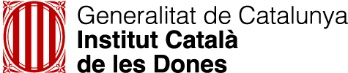 Generalitat de Catalunya
Institut Català
de les Dones